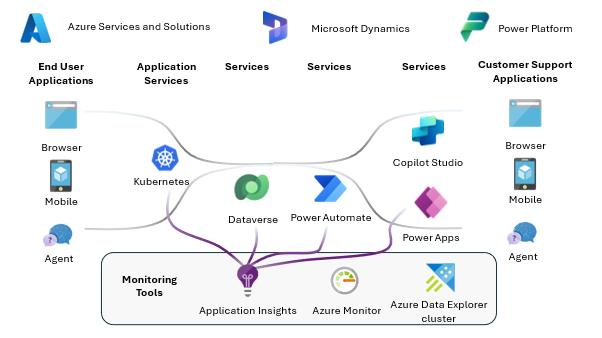 Azure Services and Solutions
Microsoft Dynamics
Power Platform
End User
Applications
Application
Services
Services
Services
Services
Customer Support
Applications
Browser
Mobile
Agent
Kubernetes
Dataverse
Power Automate
Copilot Studio
Power Apps
Browser
Mobile
Agent
?
?
Monitoring
Tools
Application Insights
Azure Monitor
Azure Data Explorer
cluster